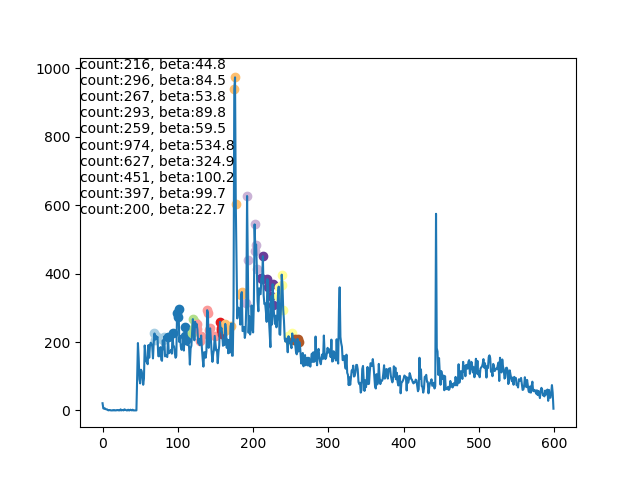 count:216, beta:44.8
count:296, beta:84.5
count:267, beta:53.8
count:293, beta:89.8
count:259, beta:59.5
count:974, beta:534.8
count:627, beta:324.9
count:451, beta:100.2
count:397, beta:99.7
count:200, beta:22.7
1000
800
600
400
200
0
0 100 200 300 400 500 600